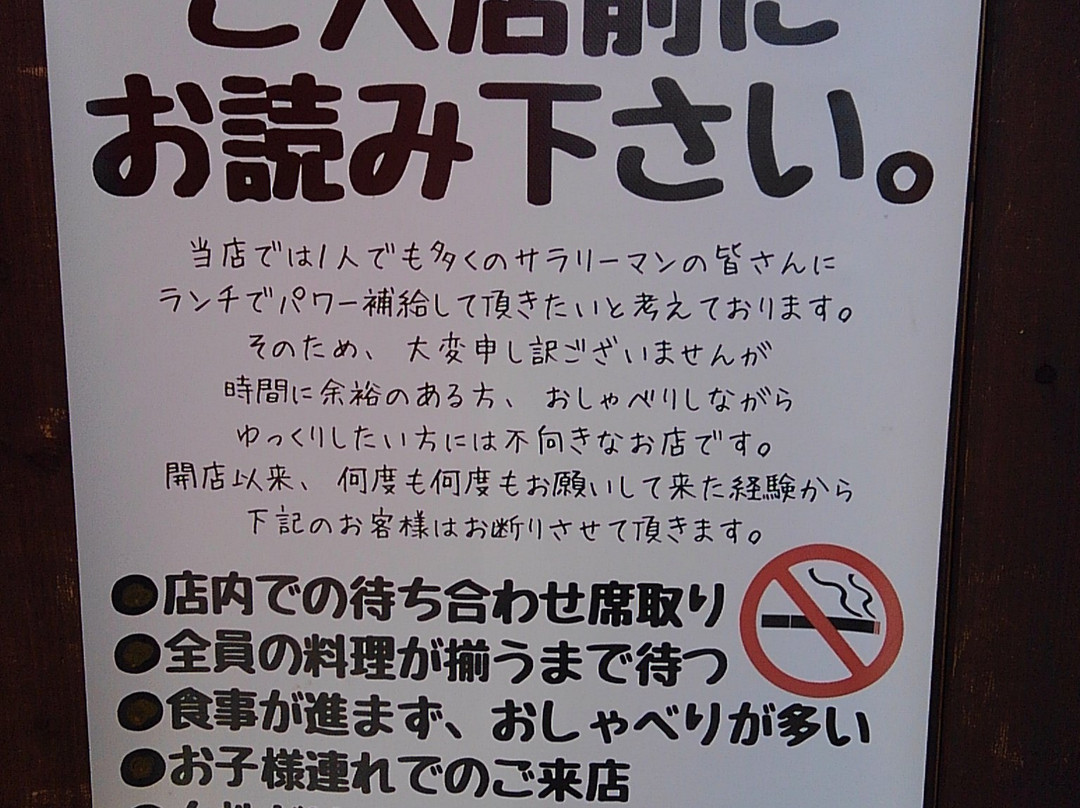 ご入店前に
お読み下さい。
当店では1人でも多くのサラリーマンの皆さんに
ランチでパワー補給して頂きたいと考えております。
そのため、大変申し訳ございませんが
時間に余裕のある方、おしゃべりしながら
ゆっくりしたい方には不向きなお店です。
開店以来、何度も何度もお願いして来た経験から
下記のお客様はお断りさせて頂きます。
●店内での待ち合わせ席取り
●全員の料理が揃うまで待つ
●食事が進まず、おしゃべりが多い
●お子様連れでのご来店